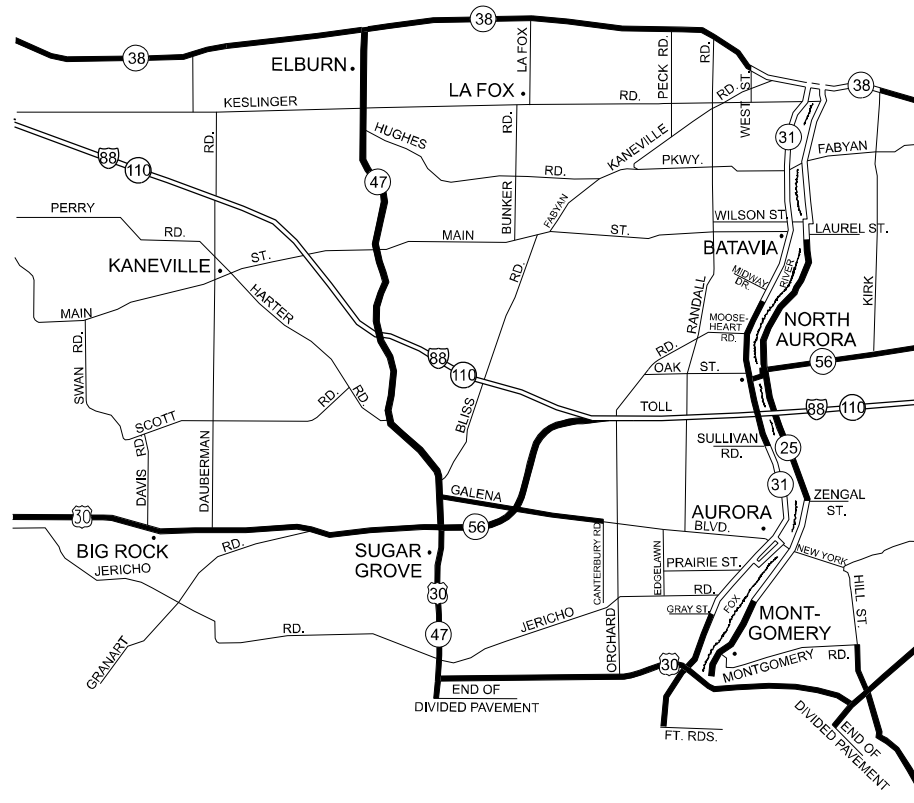 38
38
ELBURN
LA FOX
LA FOX
PECK RD.
RD.
WEST ST.
38
KESLINGER
RD.
RD.
31
88
110
HUGHES
RD.
RD.
KANEVILLE
RD.
PKWY.
FABYAN
47
BUNKER
FABYAN
PERRY
RD.
MAIN
ST.
WILSON ST.
LAUREL ST.
BATAVIA
KANEVILLE
ST.
HARTER
MAIN
RD.
MIDWAY
DR.
RIVER
KIRK
RANDALL
MOOSE-
HEART
RD.
NORTH
AURORA
56
SWAN RD.
88
110
RD.
OAK ST.
RD.
RD
BLISS
TOLL
88
110
SCOTT
DAVIS RD.
DAUBERMAN
SULLIVAN
RD.
25
31
GALENA
BLVD.
ZENGAL
ST.
30
56
AURORA
BIG ROCK
RD.
SUGAR
GROVE
CANTERBURY RD
EDGELAWN
PRAIRIE ST.
NEW YORK
JERICHO
30
JERICHO
RD.
GRAY ST.
FOX
HILL ST.
MONT-
GOMERY
GRANART
RD.
47
ORCHARD
30
MONTGOMERY
RD.
END OF
DIVIDED PAVEMENT
FT. RDS.
END OF
DIVIDED PAVEMENT